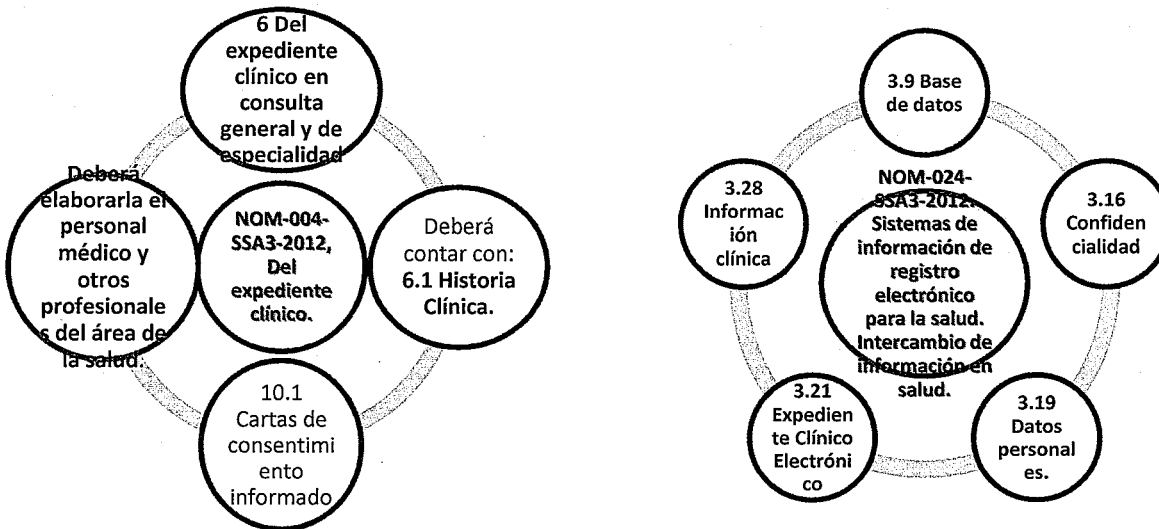 6 Del
expediente
clínico en
consulta
general y de
especialidad
Deberá
elaborarla el
personal
médico y
otros
profesionale
s del área de
la salud.
NOM-004-
SSA3-2012,
Del
expediente
clínico.
Deberá
contar con:
6.1 Historia
Clínica.
10.1
Cartas de
consentimi
ento
informado
3.9 Base
de datos
3.28
Informac
ión
clínica
NOM-024-
SSA3-2012.
Sistemas de
información de
registro
electrónico
para la salud.
Intercambio de
información en
salud.
3.16
Confiden
cialidad
3.21
Expedien
te Clínico
Electróni
co
3.19
Datos
personal
es.